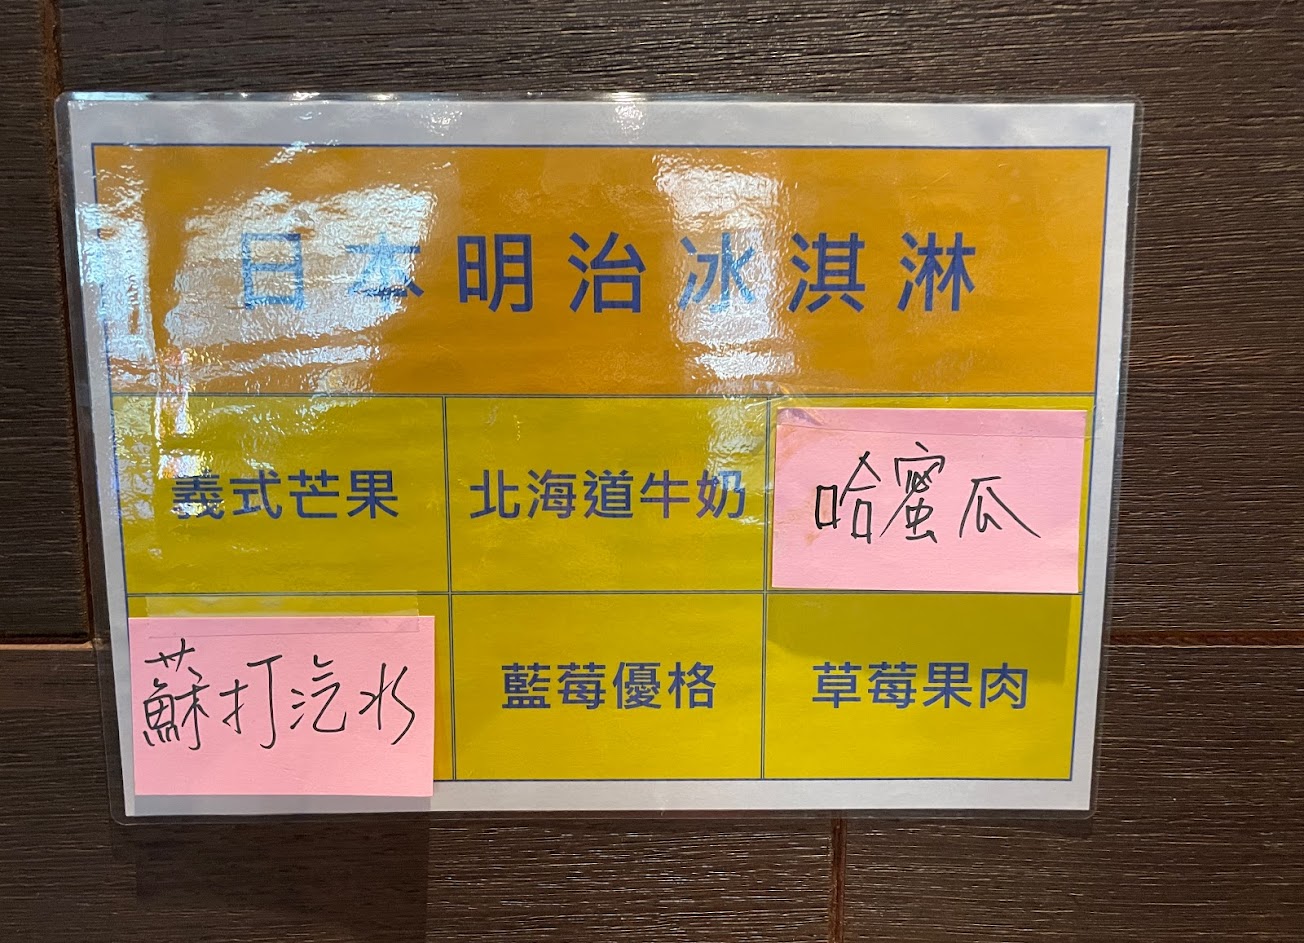 日本明治冰淇淋
義式芒果 北海道牛奶 哈蜜瓜
蘇打汽水 藍莓優格 草莓果肉